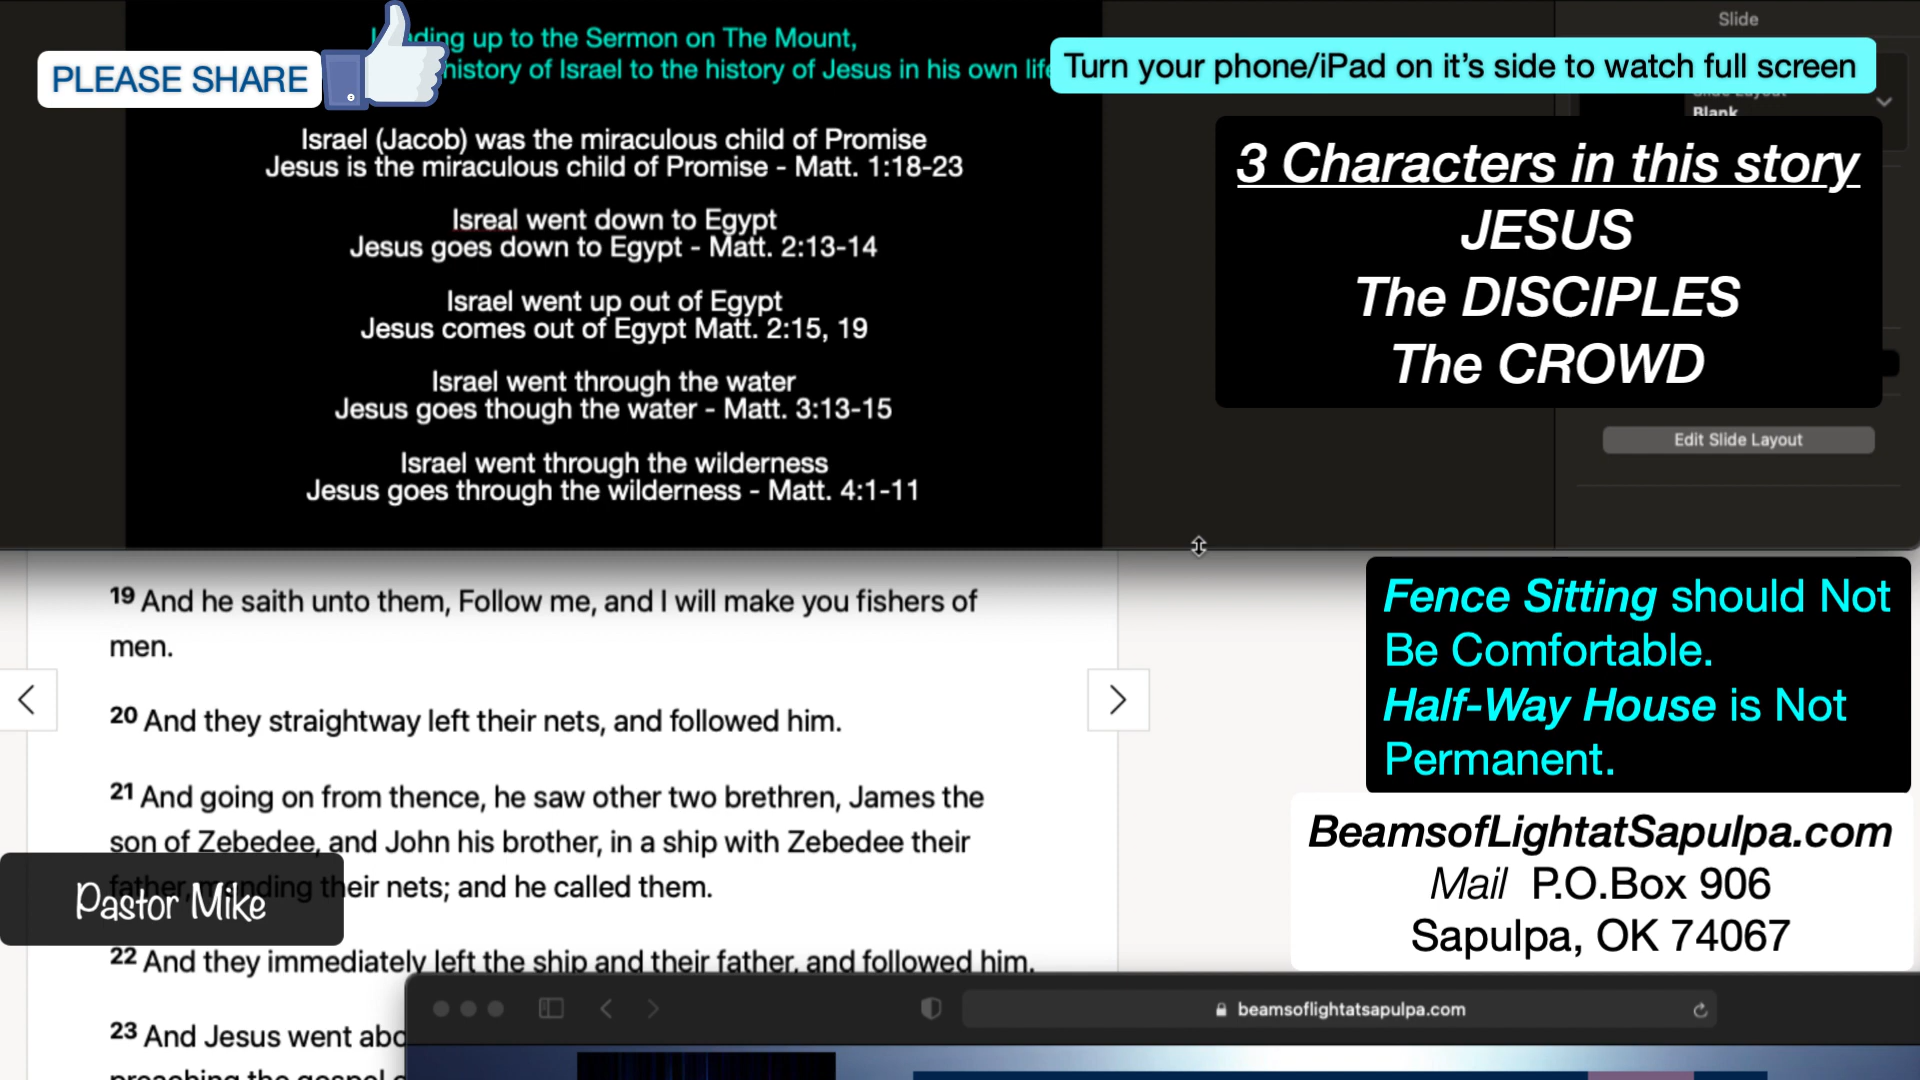 Leading up to the Sermon on The Mount,
history of Israel to the history of Jesus in his own life
PLEASE SHARE
Turn your phone/iPad on it's side to watch full screen
Slide
Slide Layout
Blank
Israel (Jacob) was the miraculous child of Promise
Jesus is the miraculous child of Promise - Matt. 1:18-23
Isreal went down to Egypt
Jesus goes down to Egypt - Matt. 2:13-14
Israel went up out of Egypt
Jesus comes out of Egypt Matt. 2:15, 19
Israel went through the water
Jesus goes though the water - Matt. 3:13-15
Israel went through the wilderness
Jesus goes through the wilderness - Matt. 4:1-11
3 Characters in this story
JESUS
The DISCIPLES
The CROWD
Edit Slide Layout
19 And he saith unto them, Follow me, and I will make you fishers of
men.
20 And they straightway left their nets, and followed him.
21 And going on from thence, he saw other two brethren, James the
son of Zebedee, and John his brother, in a ship with Zebedee their
father, mending their nets; and he called them.
22 And they immediately left the ship and their father, and followed him.
23 And Jesus went abo
preaching the gospel
Pastor Mike
Fence Sitting should Not
Be Comfortable.
Half-Way House is Not
Permanent.
BeamsofLightatSapulpa.com
Mail P.O.Box 906
Sapulpa, OK 74067
beamsoflightatsapulpa.com